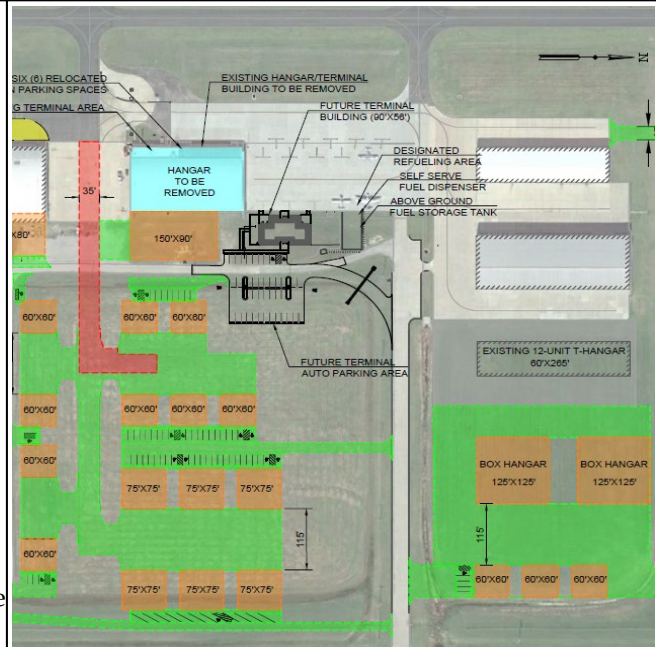 SIX (6) RELOCATED
PARKING SPACES
TERMINAL AREA
EXISTING HANGAR/TERMINAL
BUILDING TO BE REMOVED
FUTURE TERMINAL
BUILDING (90'X56')
N
DESIGNATED
REFUELING AREA
SELF SERVE
FUEL DISPENSER
ABOVE GROUND
FUEL STORAGE TANK
HANGAR
TO BE
REMOVED
35'
X80'
150'X90'
60'X60'
60'X60'
60'X60'
FUTURE TERMINAL
AUTO PARKING AREA
EXISTING 12-UNIT T-HANGAR
60'X265'
60'X60'
60'X60'
60'X60'
60'X60'
60'X60'
75'X75'
75'X75'
75'X75'
BOX HANGAR
125'X125'
BOX HANGAR
125'X125'
115'
115'
60'X60'
75'X75'
75'X75'
75'X75'
60'X60'
60'X60'
60'X60'
e